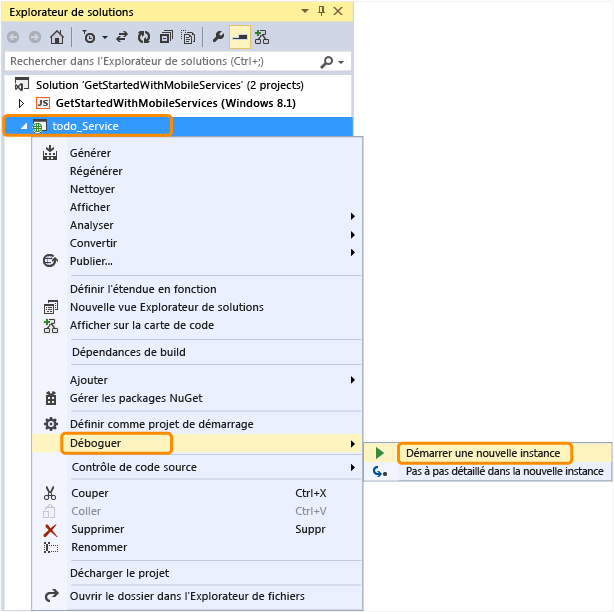 Explorateur de solutions
Rechercher dans l'Explorateur de solutions (Ctrl+;)
Solution 'GetStartedWithMobileServices' (2 projects)
JS GetStartedWithMobileServices (Windows 8.1)
todo_Service
Générer
Régénérer
Nettoyer
Afficher
Analyser
Convertir
Publier...
Définir l'étendue en fonction
Nouvelle vue Explorateur de solutions
Afficher sur la carte de code
Dépendances de build
Ajouter
Gérer les packages NuGet
Définir comme projet de démarrage
Déboguer
Démarrer une nouvelle instance
Pas à pas détaillé dans la nouvelle instance
Contrôle de code source
Couper Ctrl+X
Coller Ctrl+V
Supprimer Suppr
Renommer
Décharger le projet
Ouvrir le dossier dans l'Explorateur de fichiers